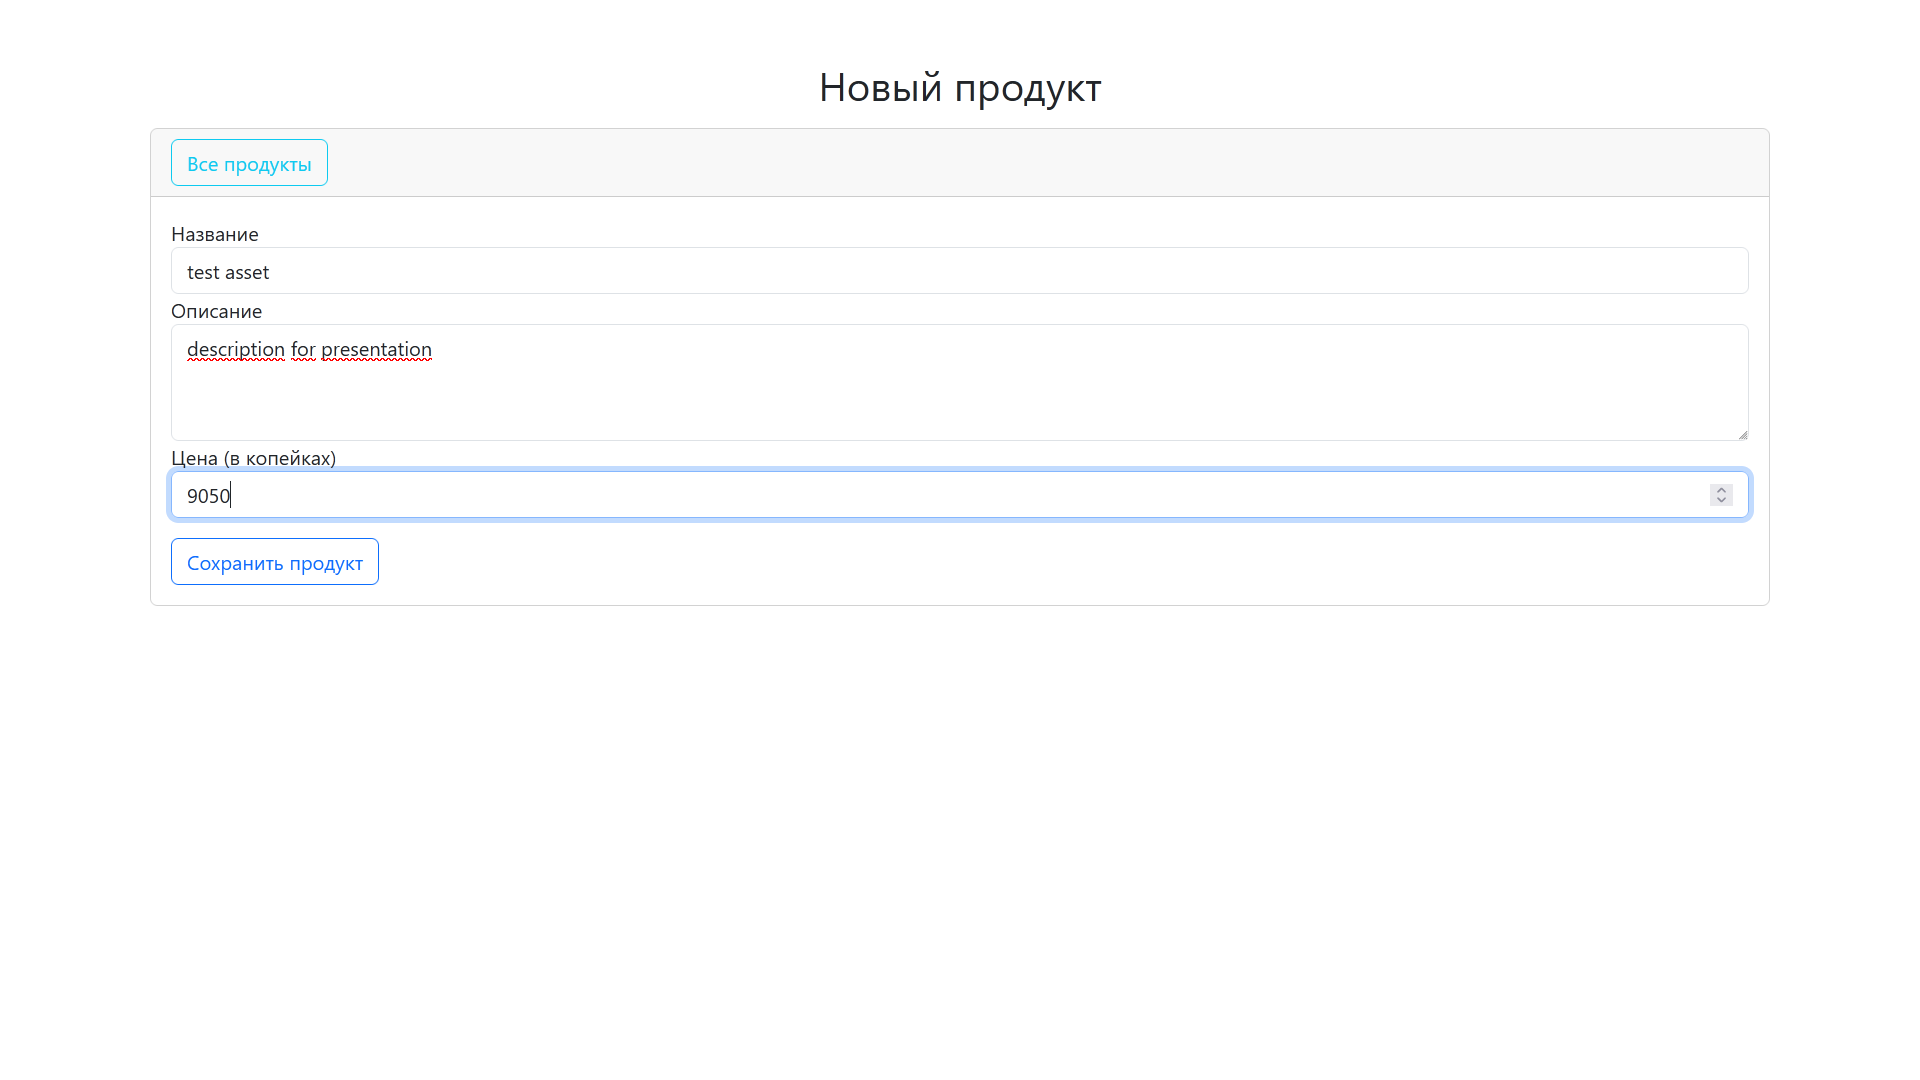 Новый продукт
Все продукты
Название
test asset
Описание
description for presentation
Цена (в копейках)
9050
Сохранить продукт